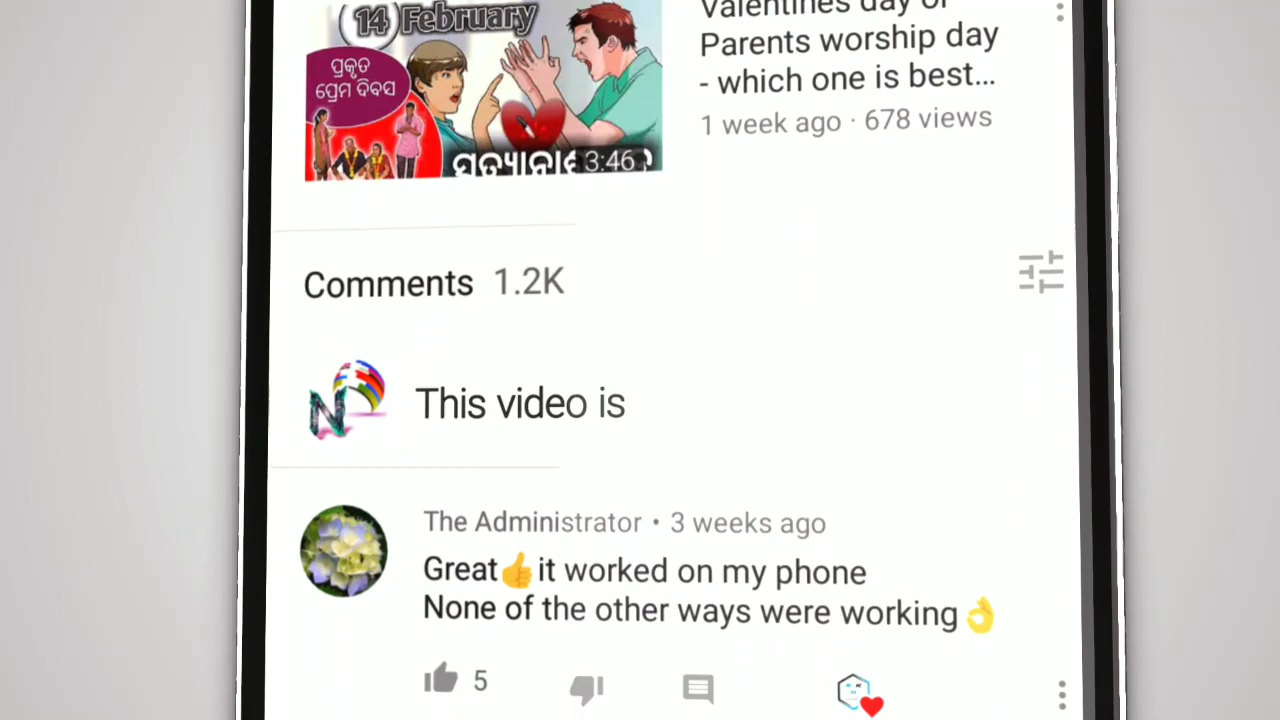 14 February
ପ୍ରକୃତ
ପ୍ରେମ ଦିବସ
3:46
Valentines day or
Parents worship day
- which one is best...
1 week ago · 678 views
Comments 1.2K
N
This video is
The Administrator • 3 weeks ago
Great👍it worked on my phone
None of the other ways were working👌
5